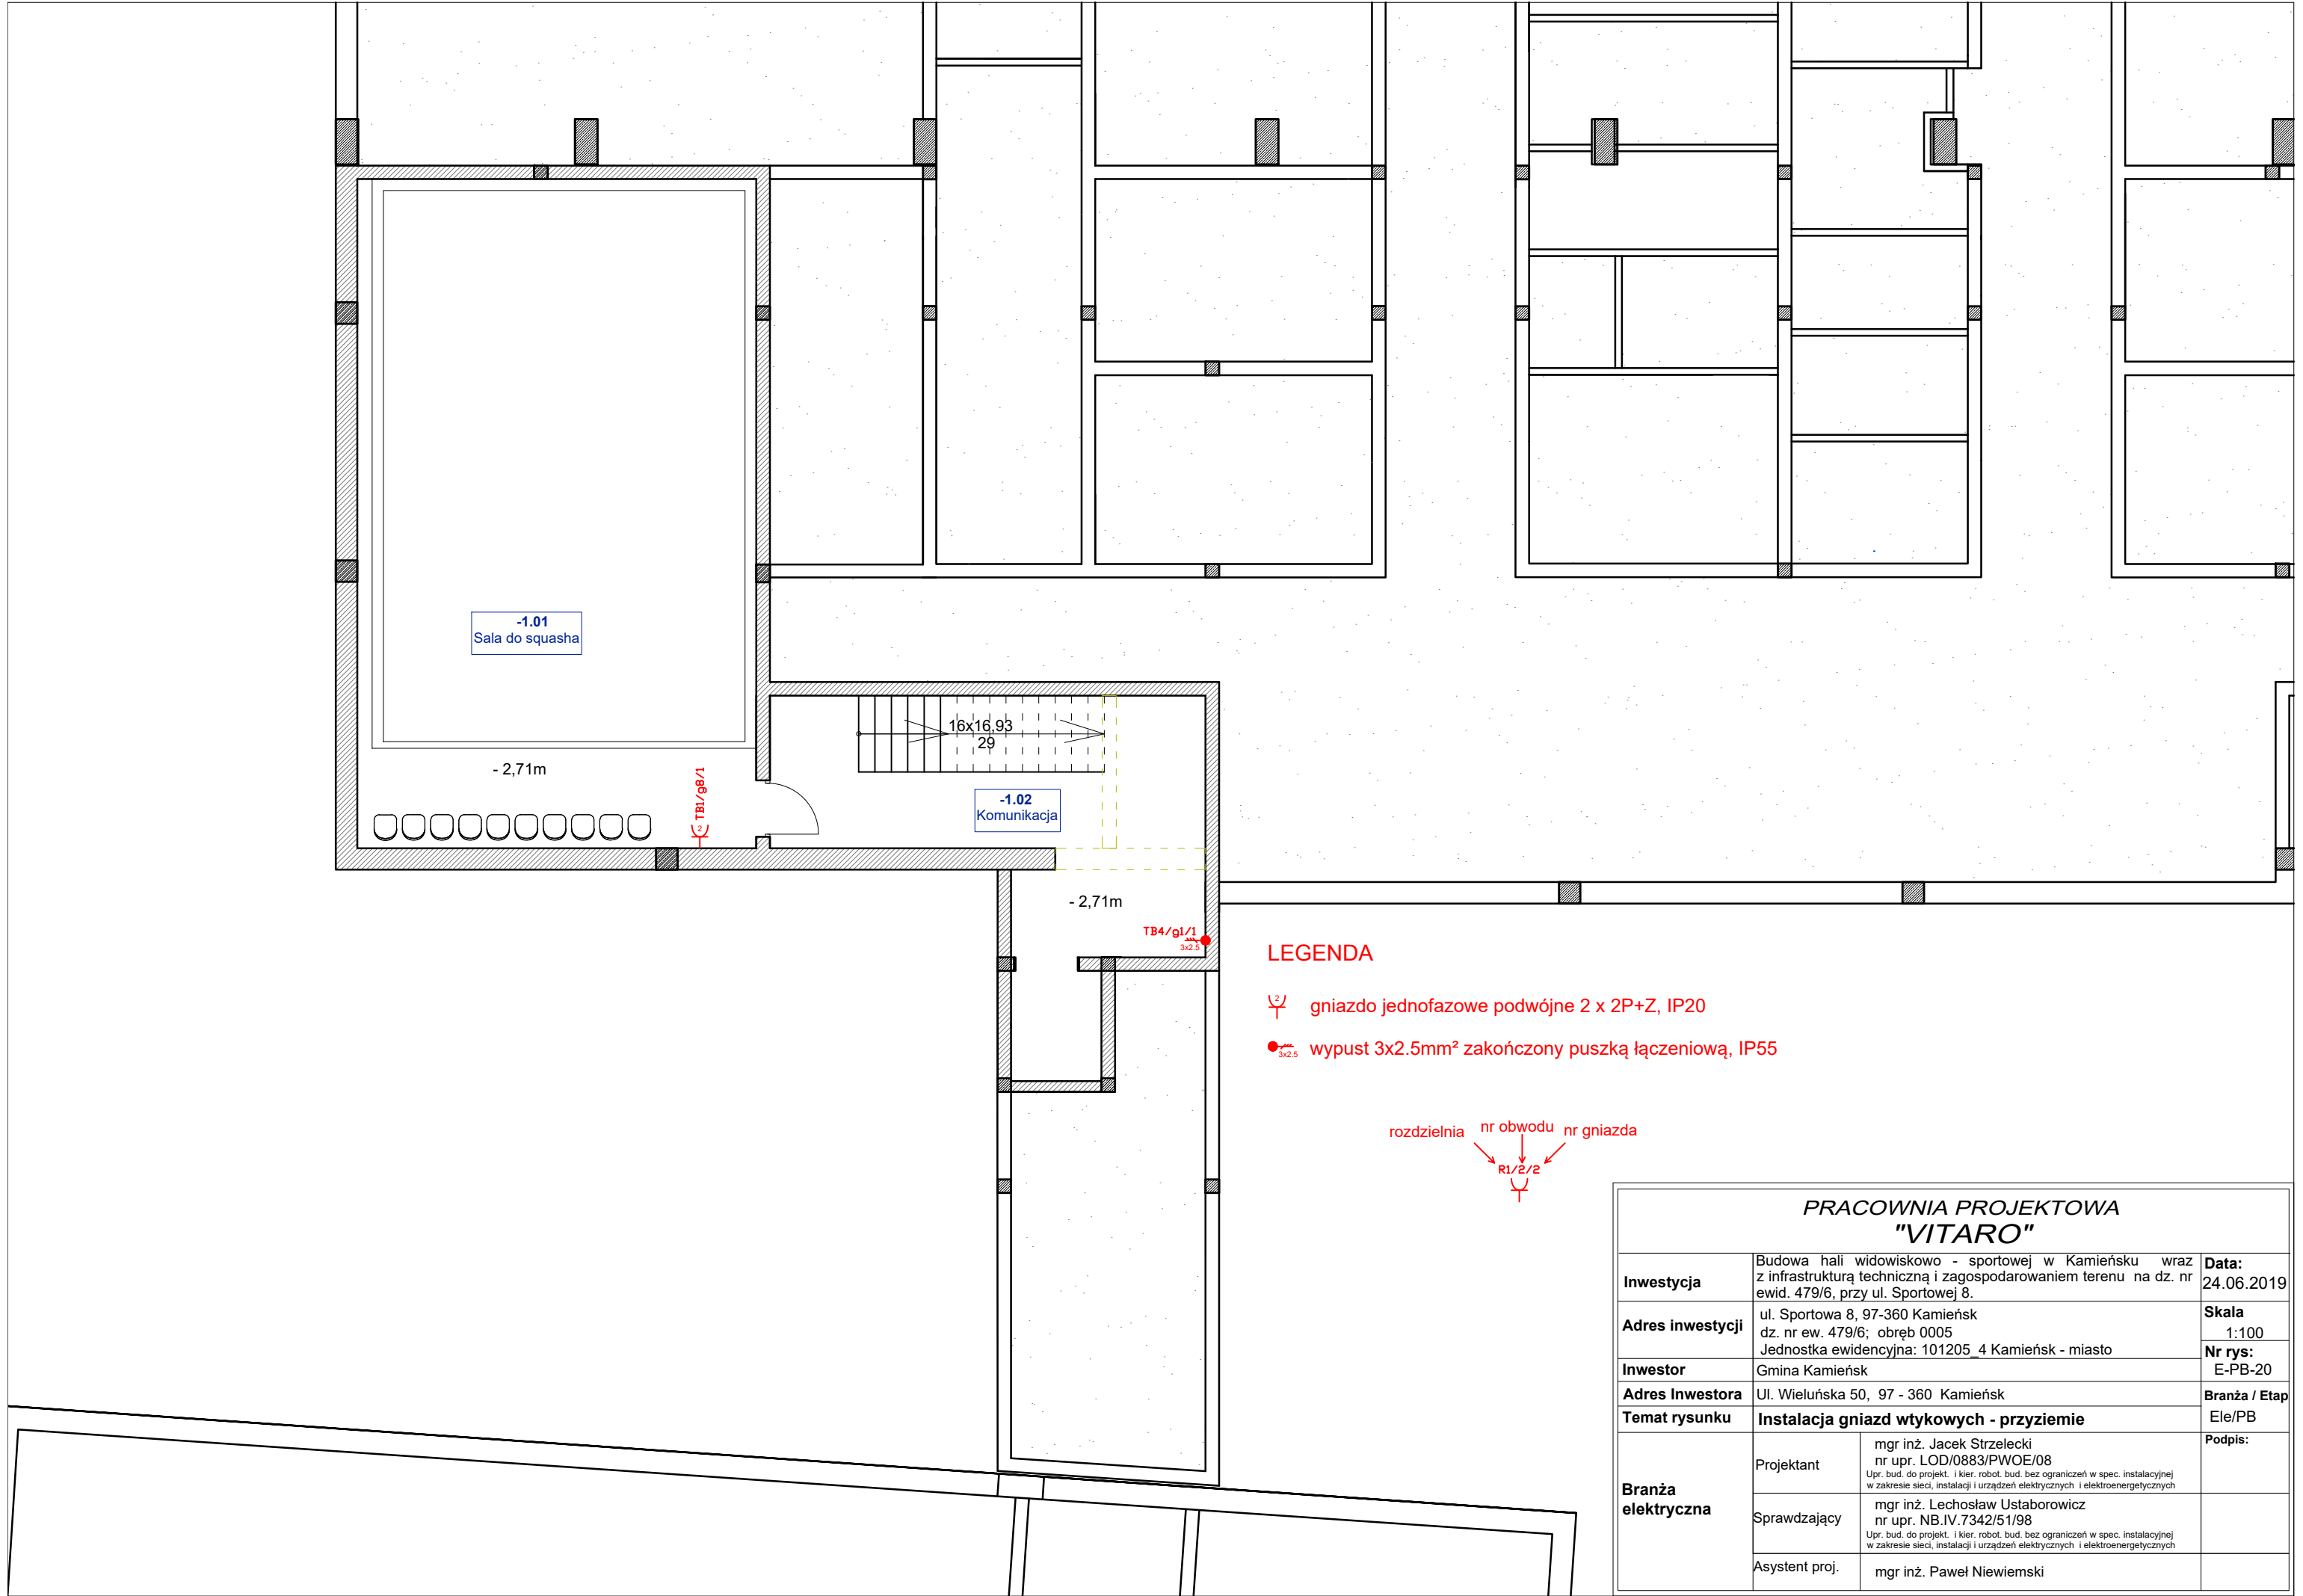 -1.01
Sala do squasha
16x16,93
29
- 2,71m
TB1/g8/1
2
-1.02
Komunikacja
- 2,71m
TB4/g1/1
3x2.5
LEGENDA
2
gniazdo jednofazowe podwójne 2 x 2P+Z, IP20
3x2.5
wypust 3x2.5mm² zakończony puszką łączeniową, IP55
rozdzielnia nr obwodu nr gniazda
R1/2/2
PRACOWNIA PROJEKTOWA
"VITARO"
Inwestycja
Budowa hali widowiskowo - sportowej w Kamieńsku wraz
z infrastrukturą techniczną i zagospodarowaniem terenu na dz. nr
ewid. 479/6, przy ul. Sportowej 8.
Data:
24.06.2019
Adres inwestycji
ul. Sportowa 8, 97-360 Kamieńsk
dz. nr ew. 479/6; obręb 0005
Jednostka ewidencyjna: 101205_4 Kamieńsk - miasto
Skala
1:100
Nr rys:
E-PB-20
Inwestor
Gmina Kamieńsk
Adres Inwestora
Ul. Wieluńska 50, 97 - 360 Kamieńsk
Branża / Etap
Ele/PB
Temat rysunku
Instalacja gniazd wtykowych - przyziemie
Branża
elektryczna
Projektant
mgr inż. Jacek Strzelecki
nr upr. LOD/0883/PWOE/08
Upr. bud. do projekt. i kier. robot. bud. bez ograniczeń w spec. instalacyjnej
w zakresie sieci, instalacji i urządzeń elektrycznych i elektroenergetycznych
Podpis:
Sprawdzający
mgr inż. Lechosław Ustaborowicz
nr upr. NB.IV.7342/51/98
Upr. bud. do projekt. i kier. robot. bud. bez ograniczeń w spec. instalacyjnej
w zakresie sieci, instalacji i urządzeń elektrycznych i elektroenergetycznych
Asystent proj.
mgr inż. Paweł Niewiemski